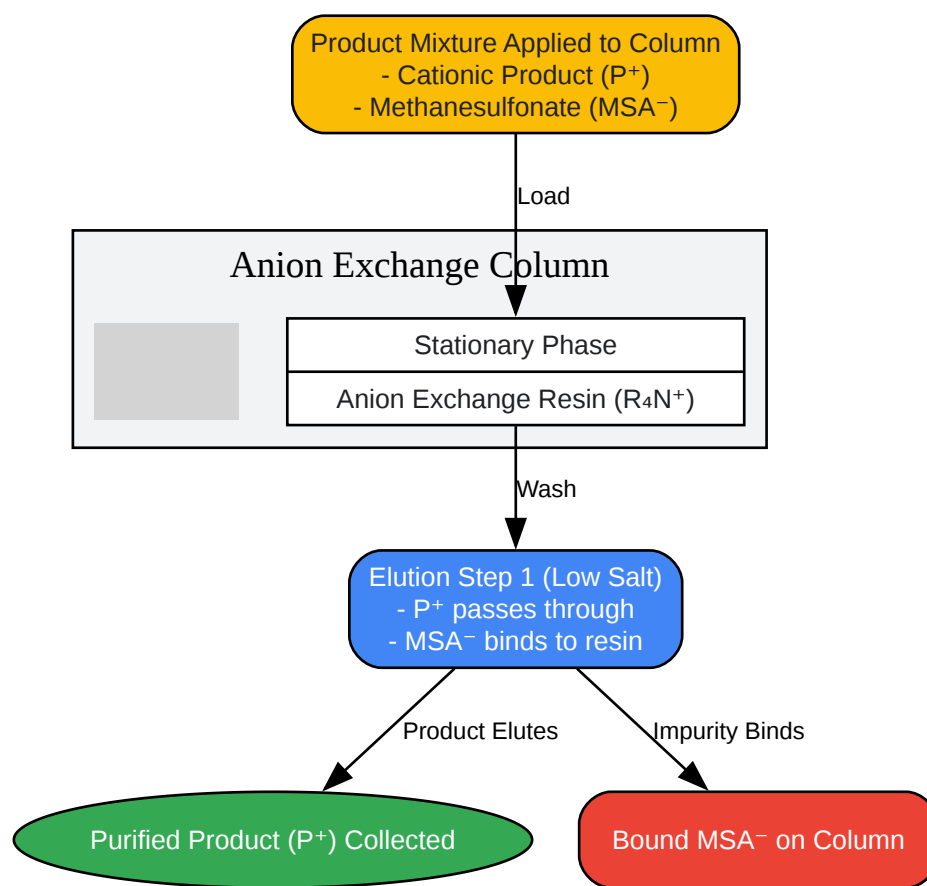 Product Mixture Applied to Column
- Cationic Product (P⁺)
- Methanesulfonate (MSA⁻)
Load
Anion Exchange Column
Stationary Phase
Anion Exchange Resin (R₄N⁺)
Wash
Elution Step 1 (Low Salt)
- P⁺ passes through
- MSA⁻ binds to resin
Product Elutes
Impurity Binds
Purified Product (P⁺) Collected
Bound MSA⁻ on Column